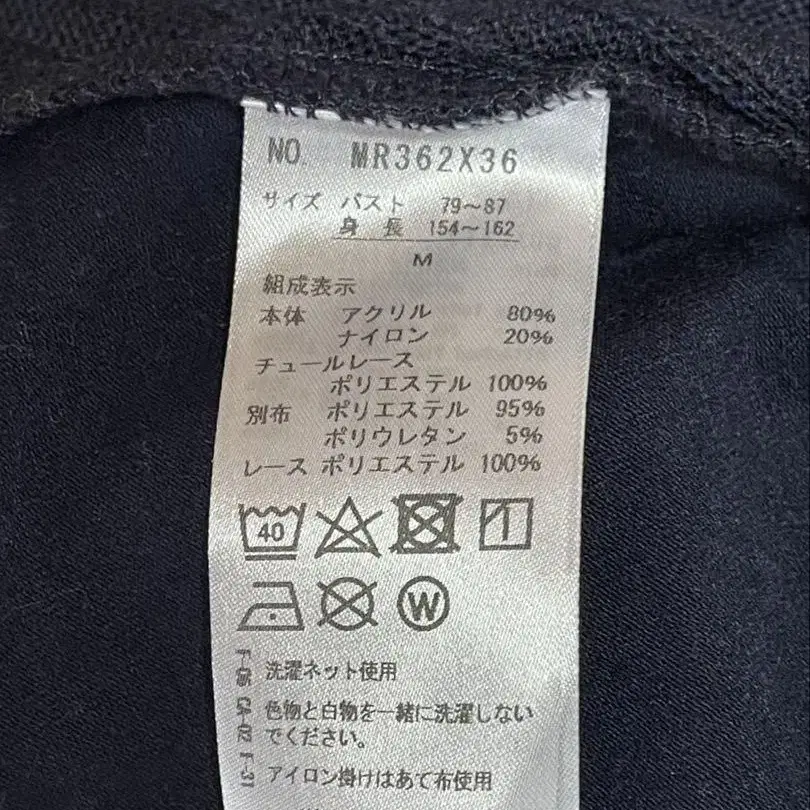 NO. MR362X36
サイズ バスト 79~87
身長 154~162
M
組成表示
本体 アクリル 80%
ナイロン 20%
チュールレース
ポリエステル 100%
別布 ポリエステル 95%
ポリウレタン 5%
レース ポリエステル 100%
40
W
F-05 CA-02 F-31
洗濯ネット使用
色物と白物を一緒に洗濯しない
でください。
アイロン掛けはあて布使用